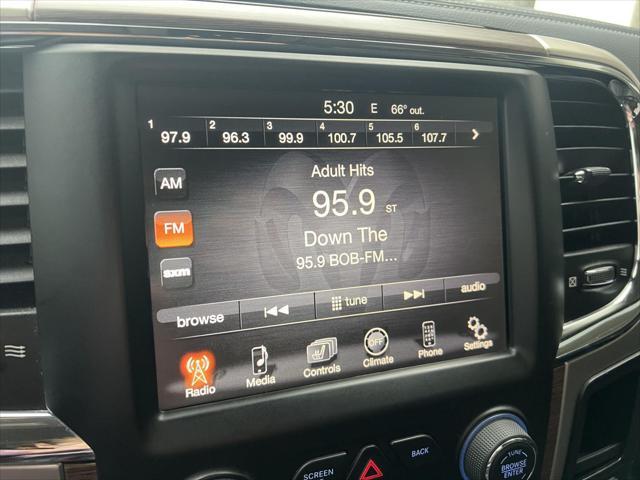 5:30 E 66° out.
1 97.9 2 96.3 3 99.9 4 100.7 5 105.5 6 107.7
Adult Hits
AM
95.9 ST
FM
Down The
95.9 BOB-FM...
sxm
browse tune audio
OFF
Radio Media Controls Climate Phone Settings
SCREEN BACK
TUNE
BROWSE
ENTER